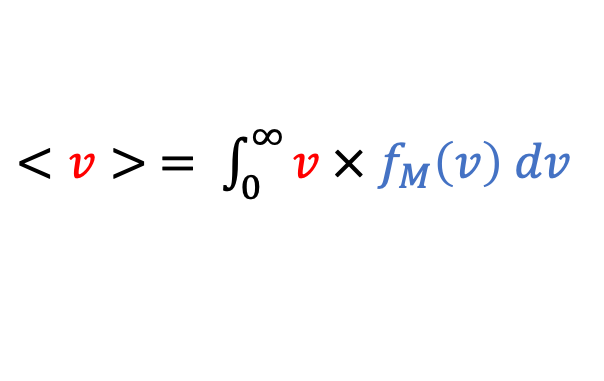 < v > = ∫₀^∞ v × f_M(v) dv